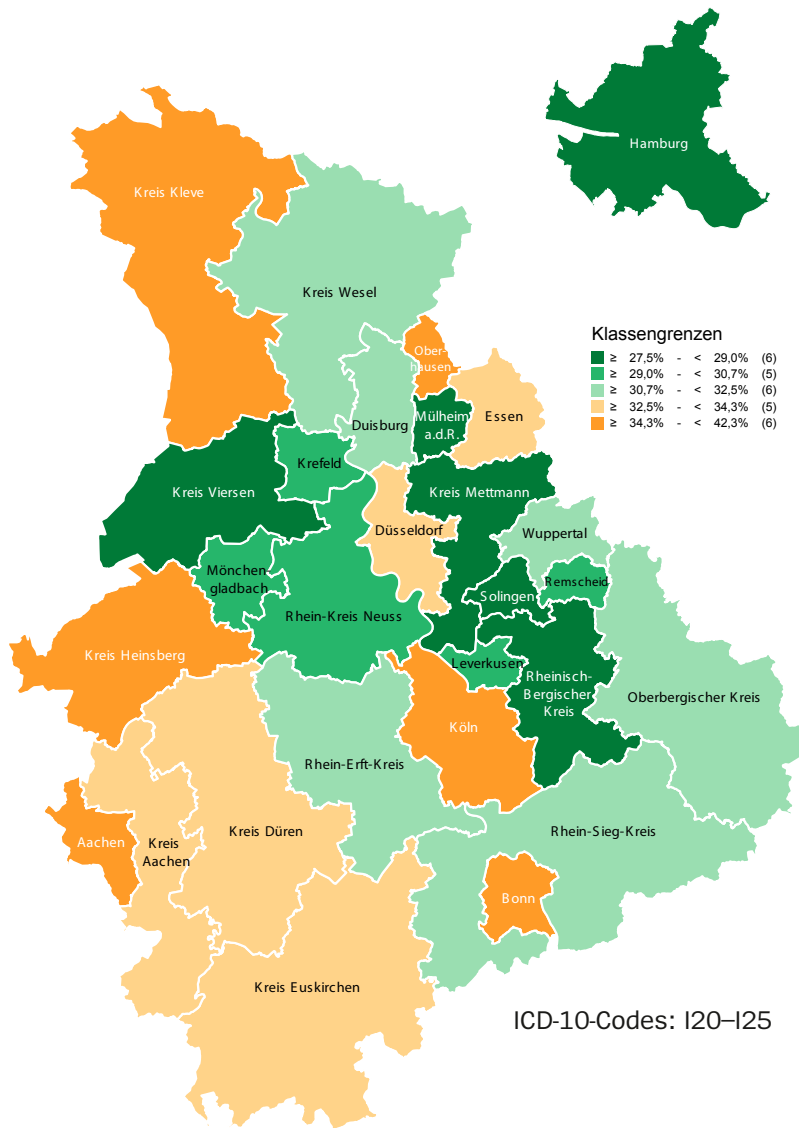 Hamburg
Kreis Kleve
Kreis Wesel
Klassengrenzen
≥ 27,5% - < 29,0% (6)
≥ 29,0% - < 30,7% (5)
≥ 30,7% - < 32,5% (6)
≥ 32,5% - < 34,3% (5)
≥ 34,3% - < 42,3% (6)
Ober-
hausen
Duisburg
Mülheim
a.d.R.
Essen
Krefeld
Kreis Viersen
Kreis Mettmann
Düsseldorf
Wuppertal
Mönchen
gladbach
Remscheid
Solingen
Rhein-Kreis Neuss
Kreis Heinsberg
Leverkusen
Rheinisch-
Bergischer
Kreis
Oberbergischer Kreis
Köln
Rhein-Erft-Kreis
Kreis Düren
Rhein-Sieg-Kreis
Aachen
Kreis
Aachen
Bonn
Kreis Euskirchen
ICD-10-Codes: I20–I25